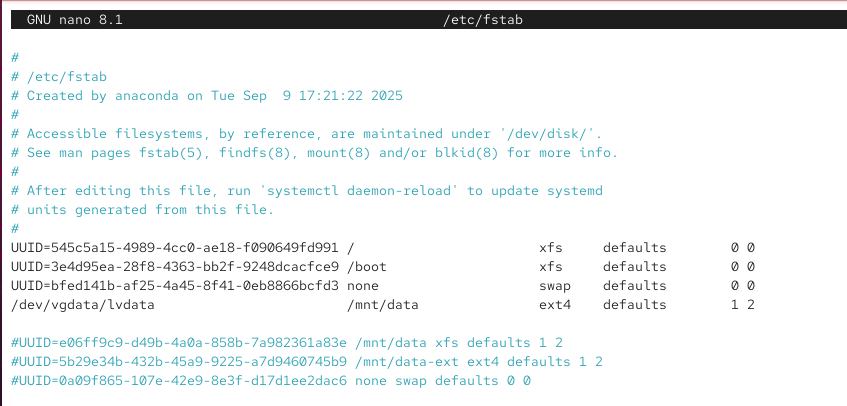 GNU nano 8.1 /etc/fstab
#
# /etc/fstab
# Created by anaconda on Tue Sep  9 17:21:22 2025
#
# Accessible filesystems, by reference, are maintained under '/dev/disk/'.
# See man pages fstab(5), findfs(8), mount(8) and/or blkid(8) for more info.
#
# After editing this file, run 'systemctl daemon-reload' to update systemd
# units generated from this file.
#
UUID=545c5a15-4989-4cc0-ae18-f090649fd991 /                       xfs     defaults        0 0
UUID=3e4d95ea-28f8-4363-bb2f-9248dcacfce9 /boot                   xfs     defaults        0 0
UUID=bfed141b-af25-4a45-8f41-0eb8866bcfd3 none                    swap    defaults        0 0
/dev/vgdata/lvdata                        /mnt/data               ext4    defaults        1 2
#UUID=e06ff9c9-d49b-4a0a-858b-7a982361a83e /mnt/data xfs defaults 1 2
#UUID=5b29e34b-432b-45a9-9225-a7d9460745b9 /mnt/data-ext ext4 defaults 1 2
#UUID=0a09f865-107e-42e9-8e3f-d17d1ee2dac6 none swap defaults 0 0